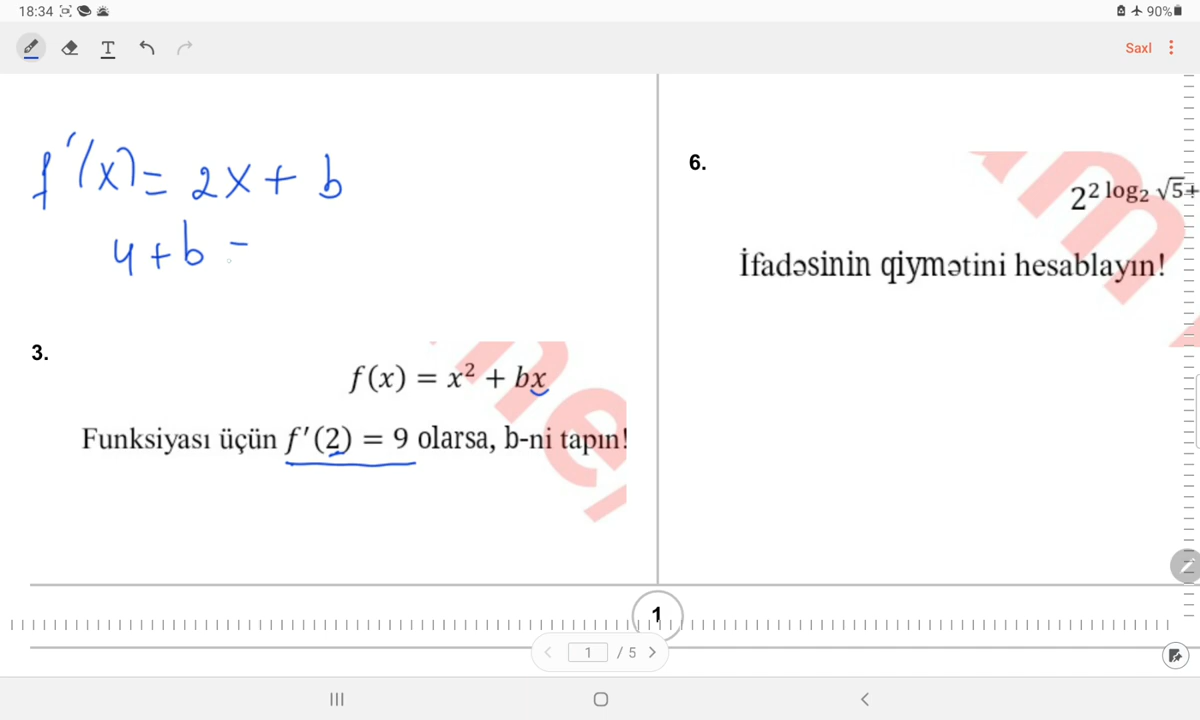 18:34 90%
T Saxl
f'(x) = 2x + b
4 + b =
3.
f(x) = x² + bx
Funksiyası üçün f'(2) = 9 olarsa, b-ni tapın!
6.
2^{2 log₂ √5+
İfadəsinin qiymətini hesablayın!
1
1 / 5